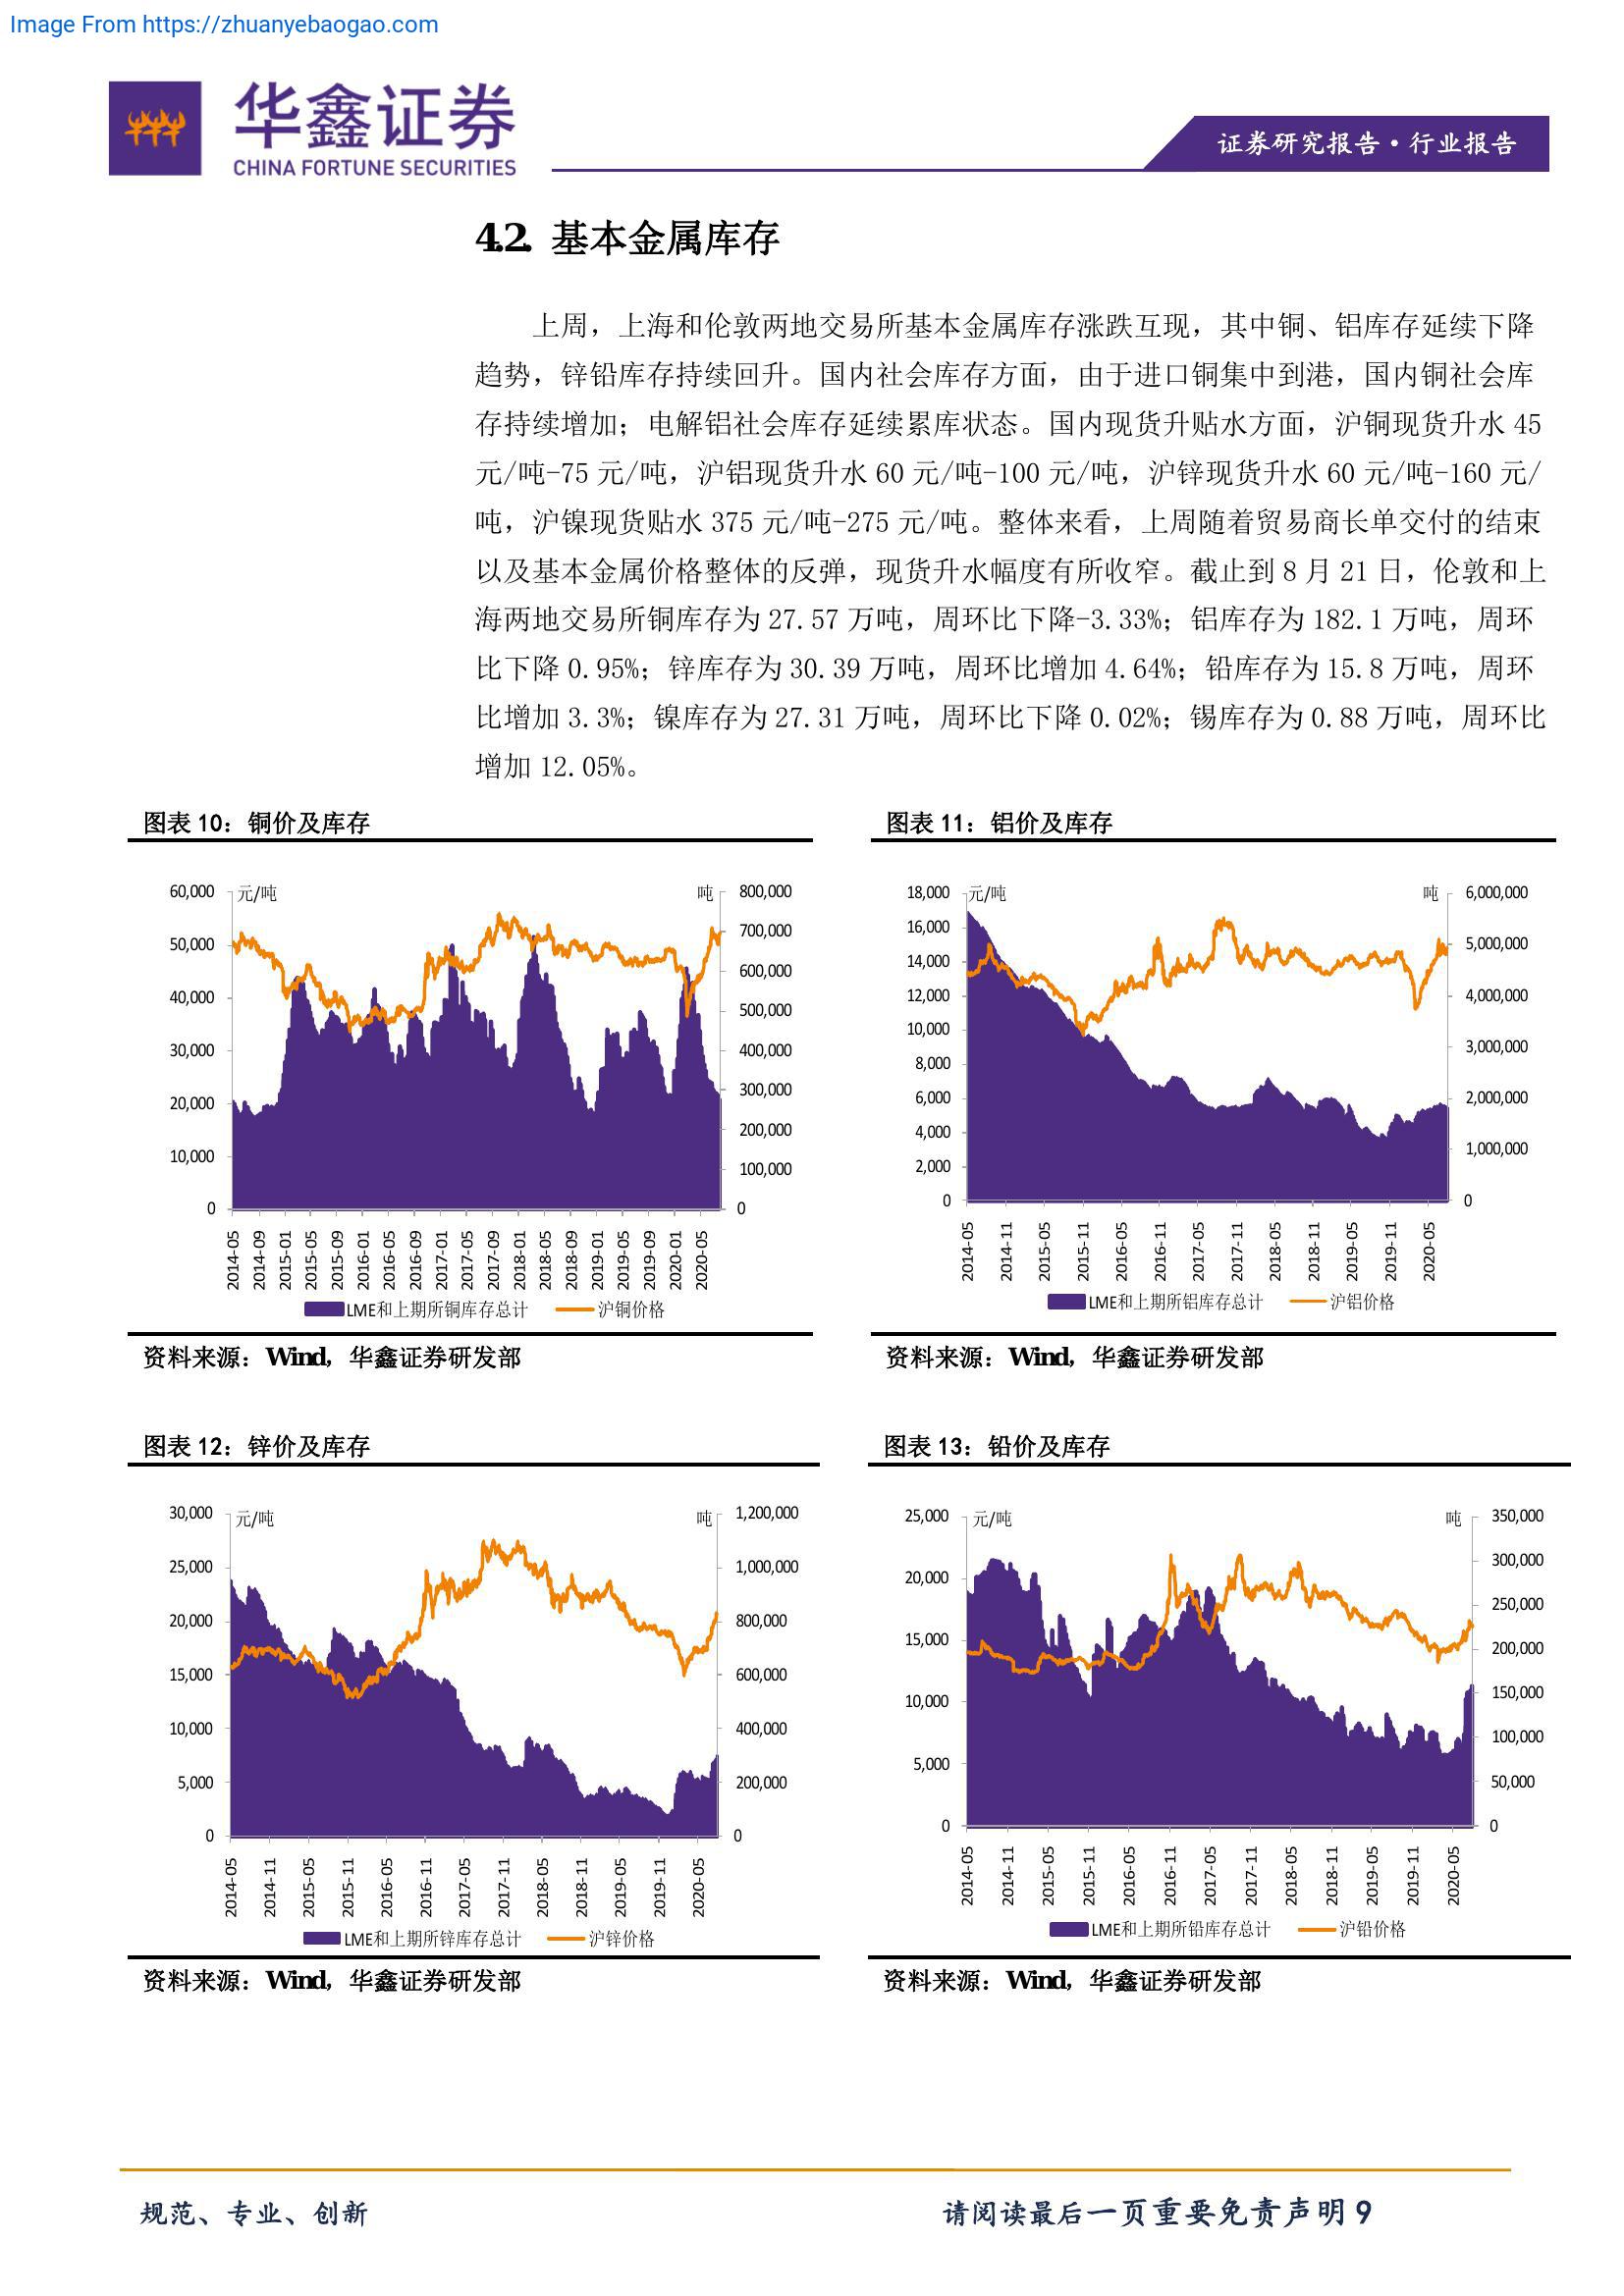 Image From https://zhuanyebaogao.com
华鑫证券
CHINA FORTUNE SECURITIES
证券研究报告·行业报告
4.2. 基本金属库存
上周，上海和伦敦两地交易所基本金属库存涨跌互现，其中铜、铝库存延续下降
趋势，锌铅库存持续回升。国内社会库存方面，由于进口铜集中到港，国内铜社会库
存持续增加；电解铝社会库存延续累库状态。国内现货升贴水方面，沪铜现货升水 45
元/吨-75 元/吨，沪铝现货升水 60 元/吨-100 元/吨，沪锌现货升水 60 元/吨-160 元/
吨，沪镍现货贴水 375 元/吨-275 元/吨。整体来看，上周随着贸易商长单交付的结束
以及基本金属价格整体的反弹，现货升水幅度有所收窄。截止到 8 月 21 日，伦敦和上
海两地交易所铜库存为 27.57 万吨，周环比下降-3.33%；铝库存为 182.1 万吨，周环
比下降 0.95%；锌库存为 30.39 万吨，周环比增加 4.64%；铅库存为 15.8 万吨，周环
比增加 3.3%；镍库存为 27.31 万吨，周环比下降 0.02%；锡库存为 0.88 万吨，周环比
增加 12.05%。
图表 10：铜价及库存
元/吨
吨
60,000
50,000
40,000
30,000
20,000
10,000
0
800,000
700,000
600,000
500,000
400,000
300,000
200,000
100,000
0
2014-05
2014-09
2015-01
2015-05
2015-09
2016-01
2016-05
2016-09
2017-01
2017-05
2017-09
2018-01
2018-05
2018-09
2019-01
2019-05
2019-09
2020-01
2020-05
LME和上期所铜库存总计
沪铜价格
资料来源：Wind，华鑫证券研发部
图表 11：铝价及库存
元/吨
吨
18,000
16,000
14,000
12,000
10,000
8,000
6,000
4,000
2,000
0
6,000,000
5,000,000
4,000,000
3,000,000
2,000,000
1,000,000
0
2014-05
2014-11
2015-05
2015-11
2016-05
2016-11
2017-05
2017-11
2018-05
2018-11
2019-05
2019-11
2020-05
LME和上期所铝库存总计
沪铝价格
资料来源：Wind，华鑫证券研发部
图表 12：锌价及库存
元/吨
吨
30,000
25,000
20,000
15,000
10,000
5,000
0
1,200,000
1,000,000
800,000
600,000
400,000
200,000
0
2014-05
2014-11
2015-05
2015-11
2016-05
2016-11
2017-05
2017-11
2018-05
2018-11
2019-05
2019-11
2020-05
LME和上期所锌库存总计
沪锌价格
资料来源：Wind，华鑫证券研发部
图表 13：铅价及库存
元/吨
吨
25,000
20,000
15,000
10,000
5,000
0
350,000
300,000
250,000
200,000
150,000
100,000
50,000
0
2014-05
2014-11
2015-05
2015-11
2016-05
2016-11
2017-05
2017-11
2018-05
2018-11
2019-05
2019-11
2020-05
LME和上期所铅库存总计
沪铅价格
资料来源：Wind，华鑫证券研发部
规范、专业、创新
请阅读最后一页重要免责声明 9